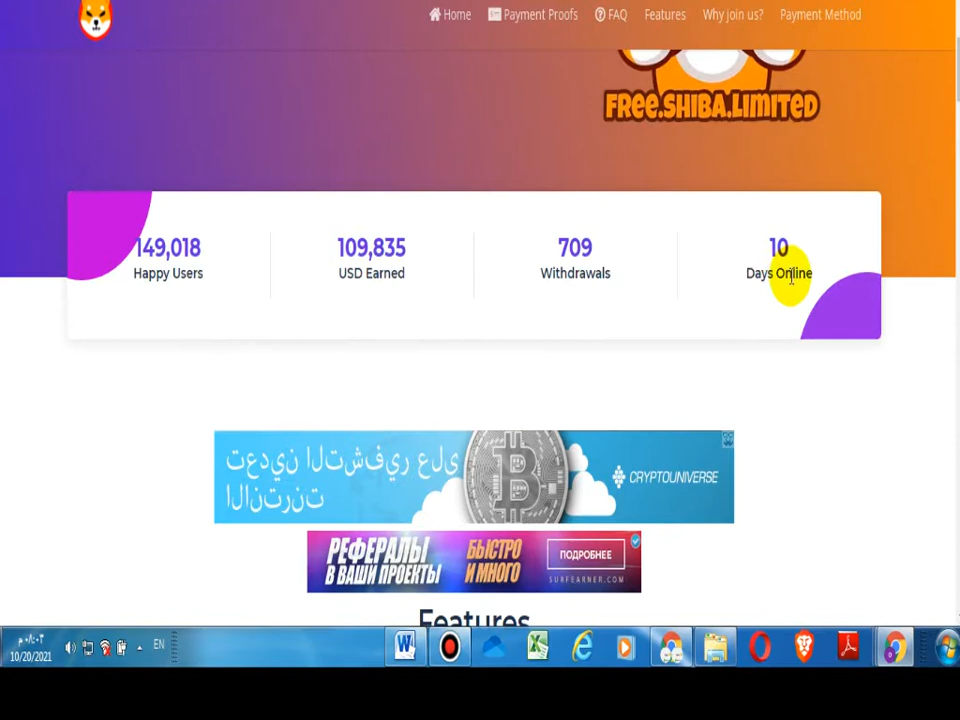 Home
Payment Proofs
FAQ
Features
Why join us?
Payment Method
FREE.SHIBA.LIMITED
149,018
Happy Users
109,835
USD Earned
709
Withdrawals
10
Days Online
تعدين التشفير على
الانترنت
CRYPTOUNIVERSE
РЕФЕРАЛЫ
В ВАШИ ПРОЕКТЫ
БЫСТРО
И МНОГО
ПОДРОБНЕЕ
SURFEARNER.COM
Features
٠٨:٠٣ م
10/20/2021
EN